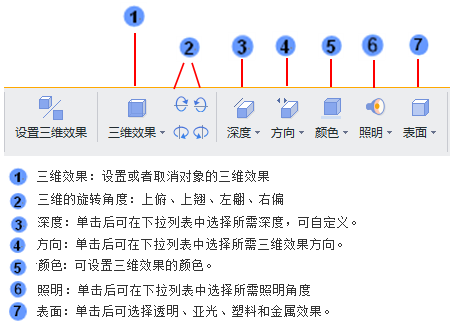 1 2 3 4 5 6 7
设置三维效果 三维效果 深度 方向 颜色 照明 表面
1 三维效果：设置或者取消对象的三维效果
2 三维的旋转角度：上俯、上翘、左翩、右偏
3 深度：单击后可在下拉列表中选择所需深度，可自定义。
4 方向：单击后可在下拉列表中选择所需三维效果方向。
5 颜色：可设置三维效果的颜色。
6 照明：单击后可在下拉列表中选择所需照明角度
7 表面：单击后可选择透明、亚光、塑料和金属效果。